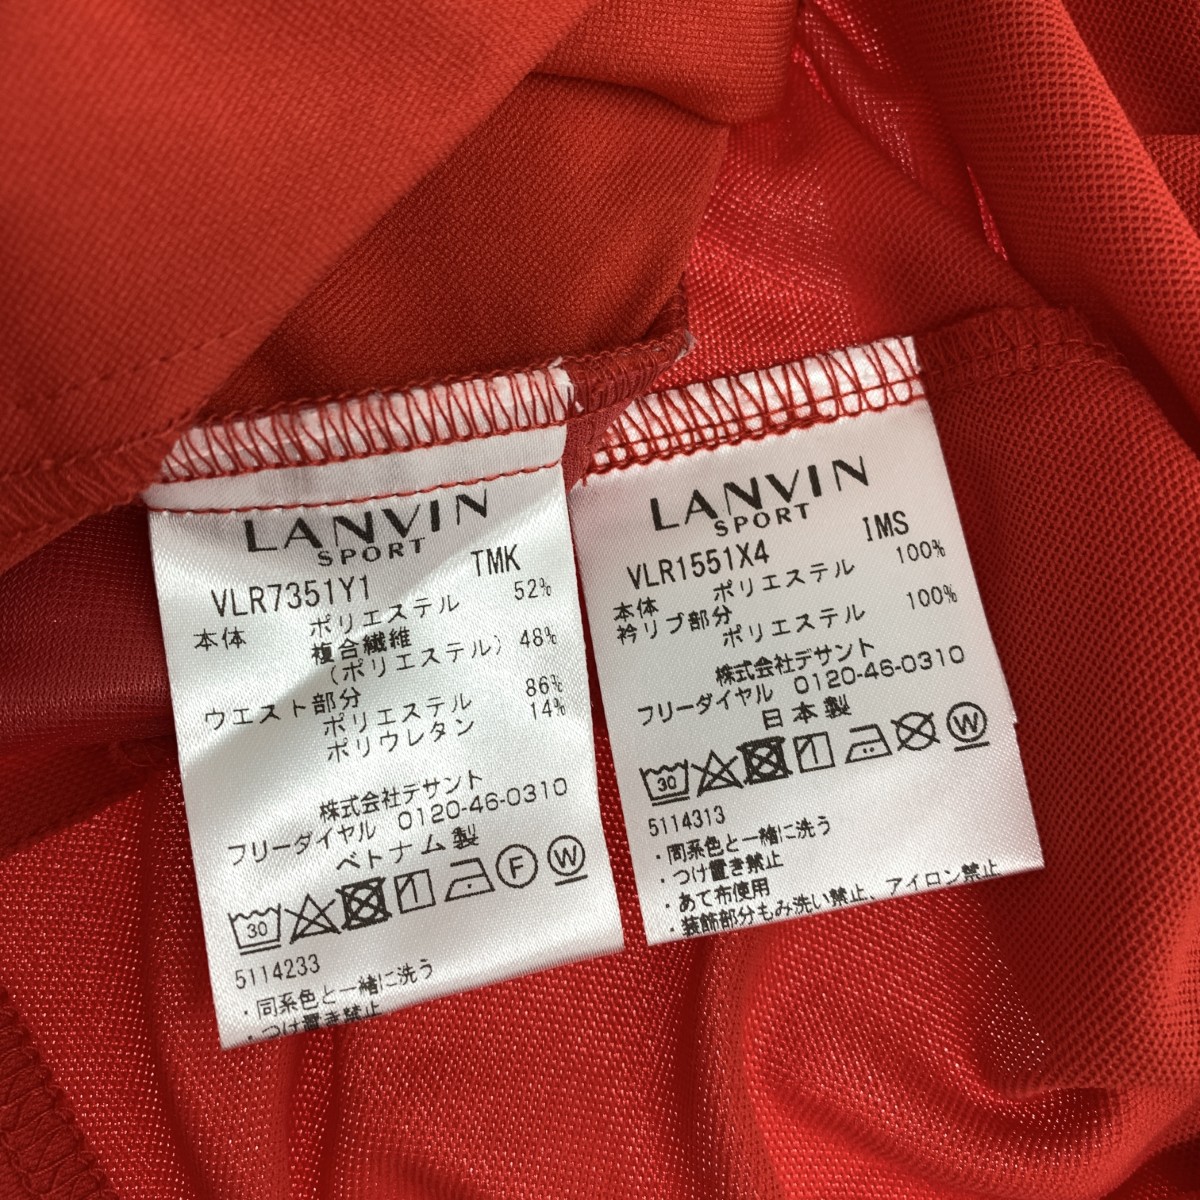 LANVIN
SPORT
VLR7351Y1 TMK
本体 ポリエステル 52%
複合繊維
(ポリエステル) 48%
ウエスト部分
ポリエステル 86%
ポリウレタン 14%
株式会社デサント
フリーダイヤル 0120-46-0310
ベトナム製
30 F W
5114233
・同系色と一緒に洗う
・つけ置き禁止
LANVIN
SPORT
VLR1551X4 IMS
本体 ポリエステル 100%
衿リブ部分
ポリエステル 100%
株式会社デサント
フリーダイヤル 0120-46-0310
日本製
30 W
5114313
・同系色と一緒に洗う
・つけ置き禁止
・あて布使用
・装飾部分もみ洗い禁止、アイロン禁止